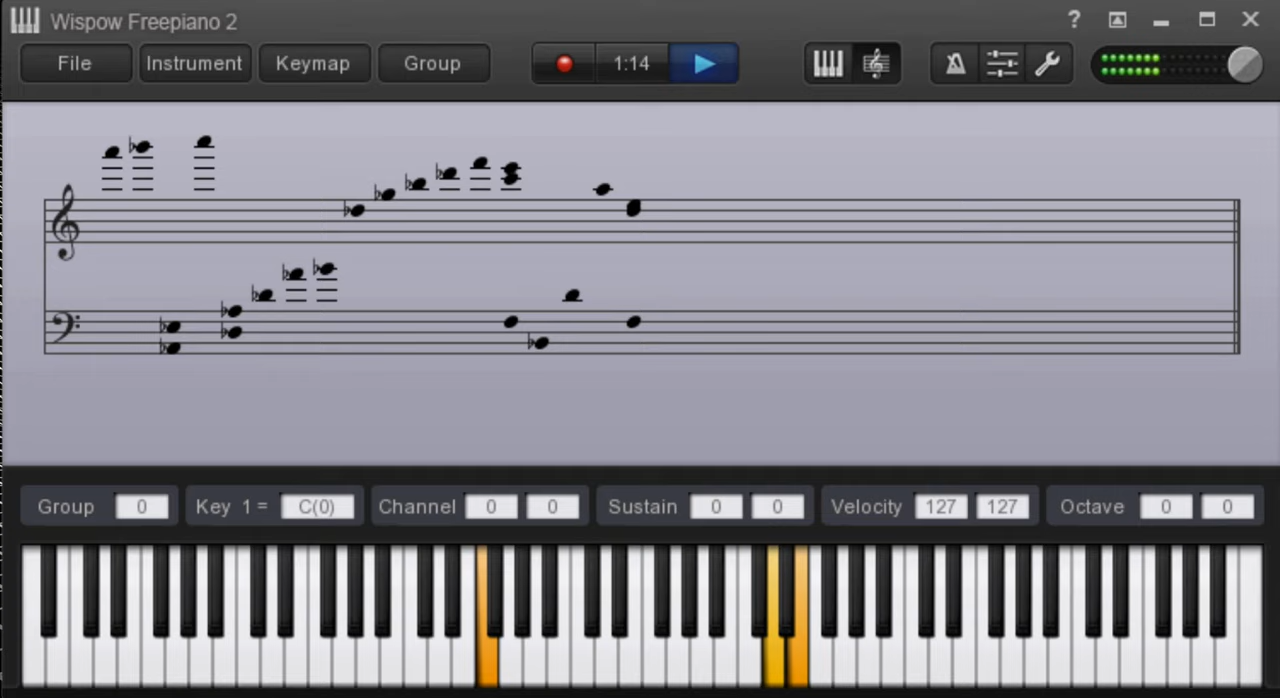 Wispow Freepiano 2 ?
File Instrument Keymap Group 1:14
Group 0 Key 1 = C(0) Channel 0 0 Sustain 0 0 Velocity 127 127 Octave 0 0